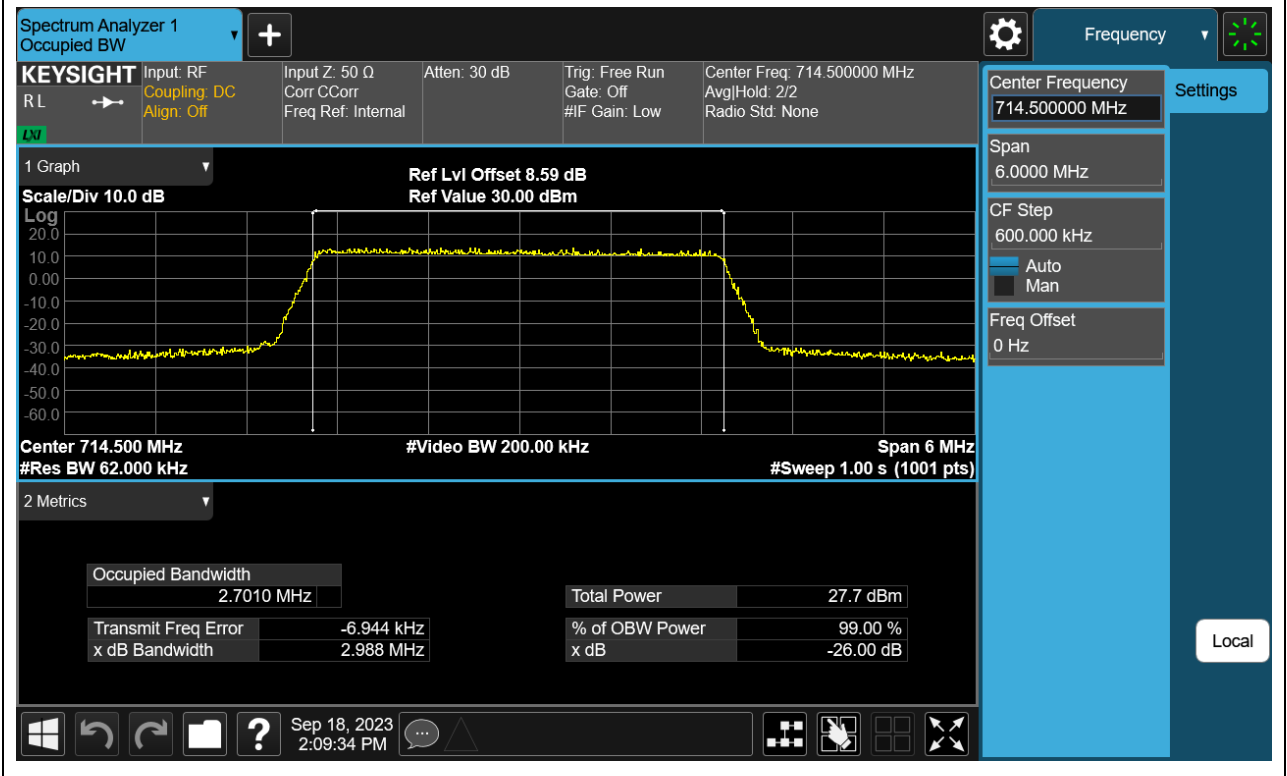 Spectrum Analyzer 1
Occupied BW
Frequency
KEYSIGHT
R L
LXI
Input: RF
Coupling: DC
Align: Off
Input Z: 50 Ω
Corr CCorr
Freq Ref: Internal
Atten: 30 dB
Trig: Free Run
Gate: Off
#IF Gain: Low
Center Freq: 714.500000 MHz
Avg|Hold: 2/2
Radio Std: None
Center Frequency
714.500000 MHz
Settings
Span
6.0000 MHz
CF Step
600.000 kHz
Auto
Man
Freq Offset
0 Hz
Local
1 Graph
Scale/Div 10.0 dB
Ref Lvl Offset 8.59 dB
Ref Value 30.00 dBm
Log
20.0
10.0
0.00
-10.0
-20.0
-30.0
-40.0
-50.0
-60.0
Center 714.500 MHz
#Video BW 200.00 kHz
Span 6 MHz
#Res BW 62.000 kHz
#Sweep 1.00 s (1001 pts)
2 Metrics
Occupied Bandwidth
2.7010 MHz
Total Power 27.7 dBm
Transmit Freq Error -6.944 kHz
% of OBW Power 99.00 %
x dB Bandwidth 2.988 MHz
x dB -26.00 dB
?
Sep 18, 2023
2:09:34 PM